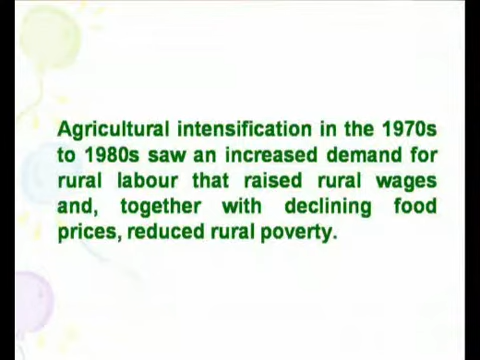 Agricultural intensification in the 1970s
to 1980s saw an increased demand for
rural labour that raised rural wages
and, together with declining food
prices, reduced rural poverty.